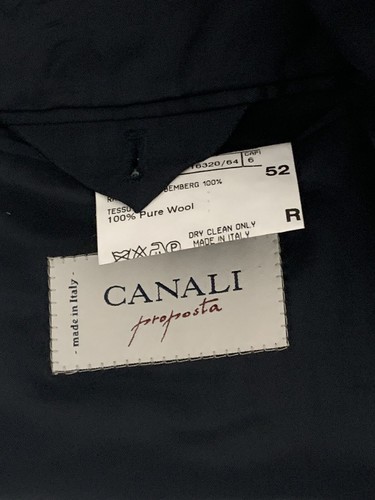 16320/64 CAPI
6
52
BEMBERG 100%
TESSU
100% Pure Wool
R
DRY CLEAN ONLY
MADE IN ITALY
P
- made in Italy -
CANALI
proposta